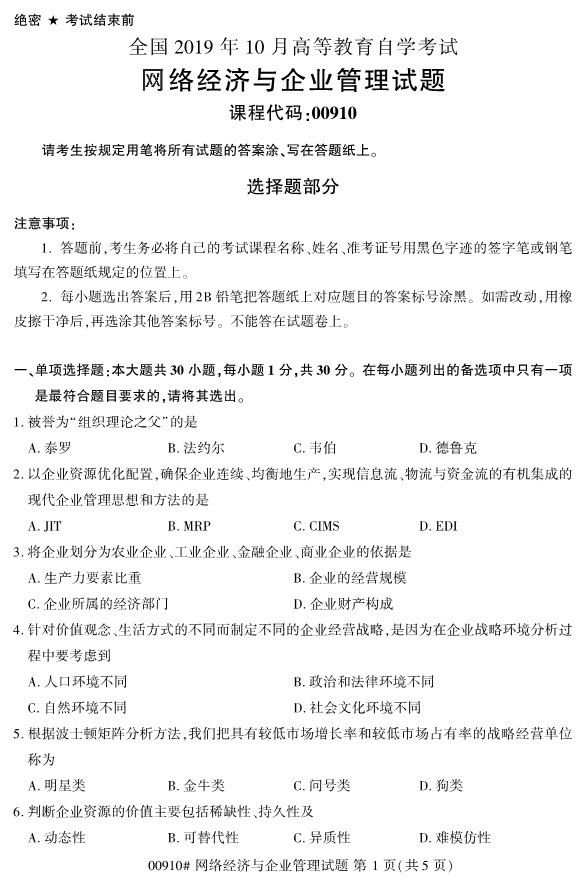 绝密 ★ 考试结束前
全国 2019 年 10 月高等教育自学考试
网络经济与企业管理试题
课程代码:00910
请考生按规定用笔将所有试题的答案涂、写在答题纸上。
选择题部分
注意事项:
1. 答题前,考生务必将自己的考试课程名称、姓名、准考证号用黑色字迹的签字笔或钢笔
填写在答题纸规定的位置上。
2. 每小题选出答案后,用 2B 铅笔把答题纸上对应题目的答案标号涂黑。如需改动,用橡
皮擦干净后,再选涂其他答案标号。不能答在试题卷上。
一、单项选择题:本大题共 30 小题,每小题 1 分,共 30 分。在每小题列出的备选项中只有一项
是最符合题目要求的,请将其选出。
1. 被誉为“组织理论之父”的是
A. 泰罗 B. 法约尔 C. 韦伯 D. 德鲁克
2. 以企业资源优化配置,确保企业连续、均衡地生产,实现信息流、物流与资金流的有机集成的
现代企业管理思想和方法的是
A. JIT B. MRP C. CIMS D. EDI
3. 将企业划分为农业企业、工业企业、金融企业、商业企业的依据是
A. 生产力要素比重 B. 企业的经营规模
C. 企业所属的经济部门 D. 企业财产构成
4. 针对价值观念、生活方式的不同而制定不同的企业经营战略,是因为在企业战略环境分析过
程中要考虑到
A. 人口环境不同 B. 政治和法律环境不同
C. 自然环境不同 D. 社会文化环境不同
5. 根据波士顿矩阵分析方法,我们把具有较低市场增长率和较低市场占有率的战略经营单位
称为
A. 明星类 B. 金牛类 C. 问号类 D. 狗类
6. 判断企业资源的价值主要包括稀缺性、持久性及
A. 动态性 B. 可替代性 C. 异质性 D. 难模仿性
00910# 网络经济与企业管理试题 第 1 页(共 5 页)